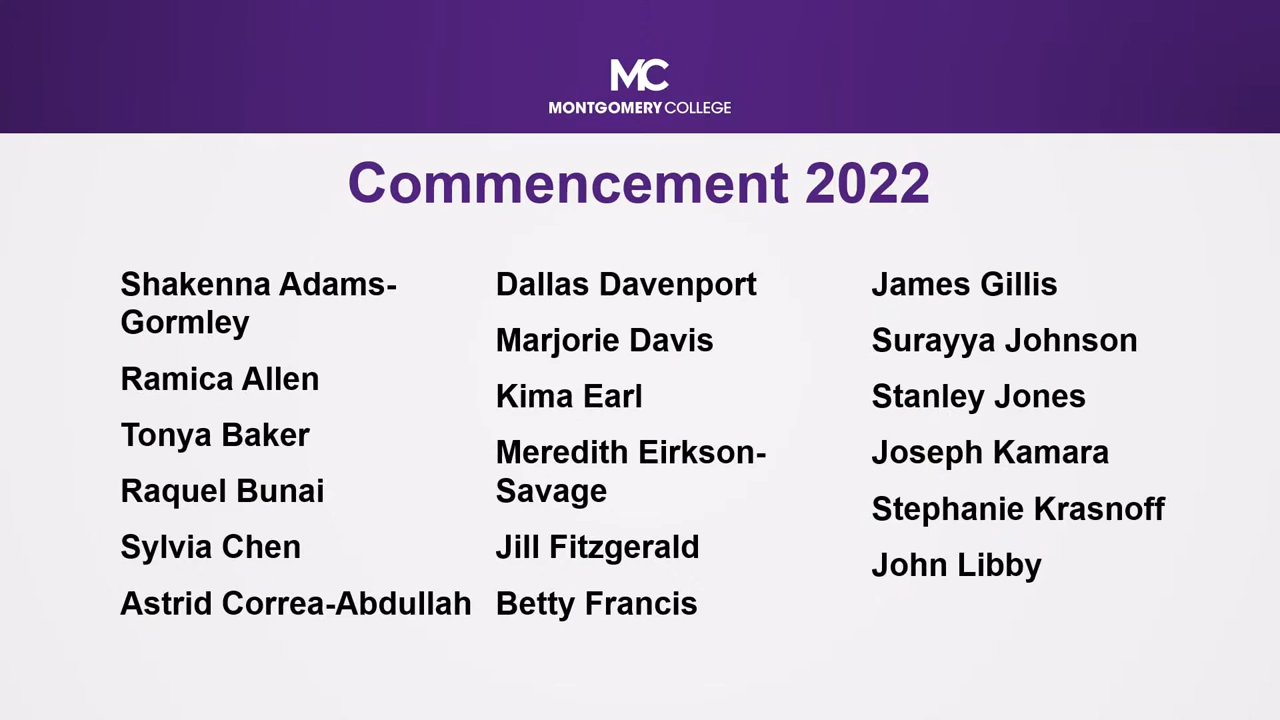 MC
MONTGOMERY COLLEGE
Commencement 2022
Shakenna Adams-
Gormley
Ramica Allen
Tonya Baker
Raquel Bunai
Sylvia Chen
Astrid Correa-Abdullah
Dallas Davenport
Marjorie Davis
Kima Earl
Meredith Eirkson-
Savage
Jill Fitzgerald
Betty Francis
James Gillis
Surayya Johnson
Stanley Jones
Joseph Kamara
Stephanie Krasnoff
John Libby